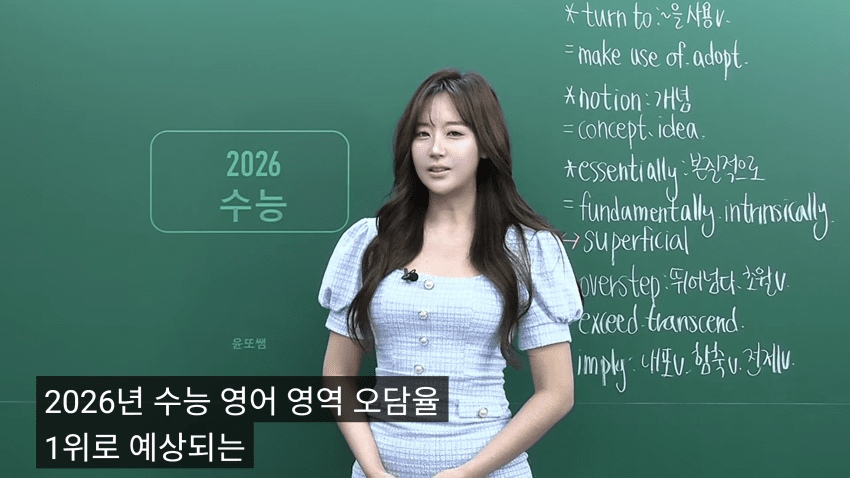 2026
수능
윤또쌤
* turn to : ~을 사용v.
= make use of. adopt.
* notion : 개념
= concept. idea.
* essentially : 본질적으로
= fundamentally. intrinsically.
↔ superficial
overstep : 뛰어넘다. 초월v.
exceed. transcend.
imply : 내포v. 함축v. 전제v.
2026년 수능 영어 영역 오답율
1위로 예상되는